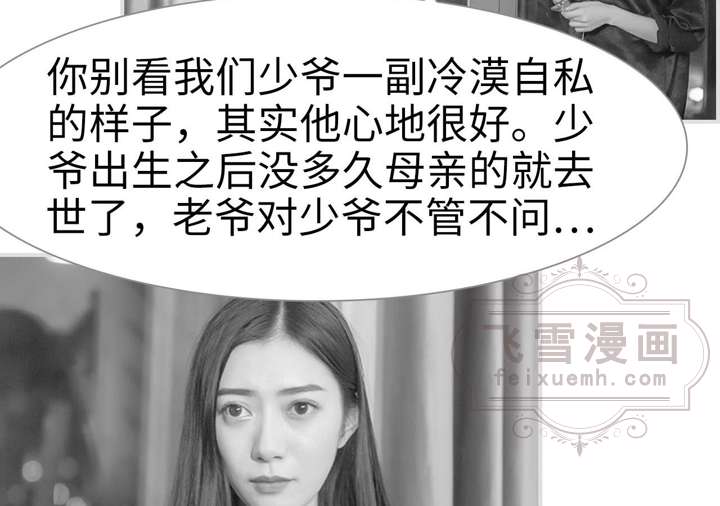 你别看我们少爷一副冷漠自私
的样子，其实他心地很好。少
爷出生之后没多久母亲的就去
世了，老爷对少爷不管不问...
飞雪漫画
feixuemh.com